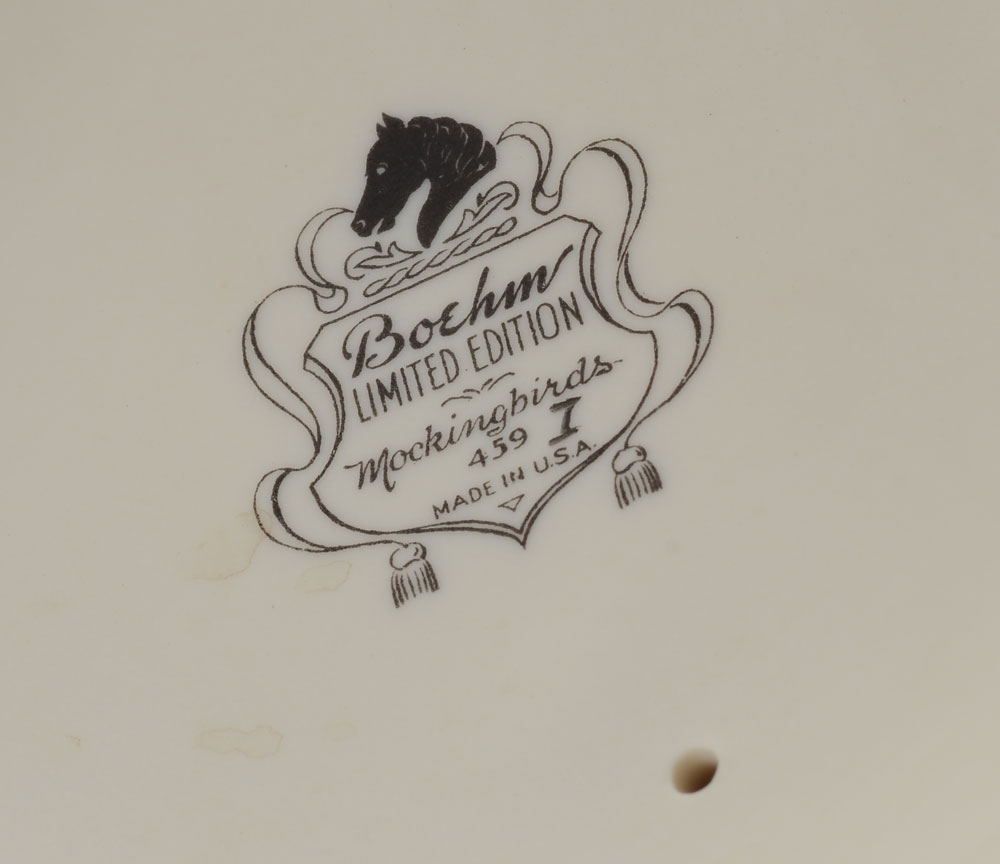 Boehm
LIMITED EDITION
Mockingbirds
459 I
MADE IN U.S.A.